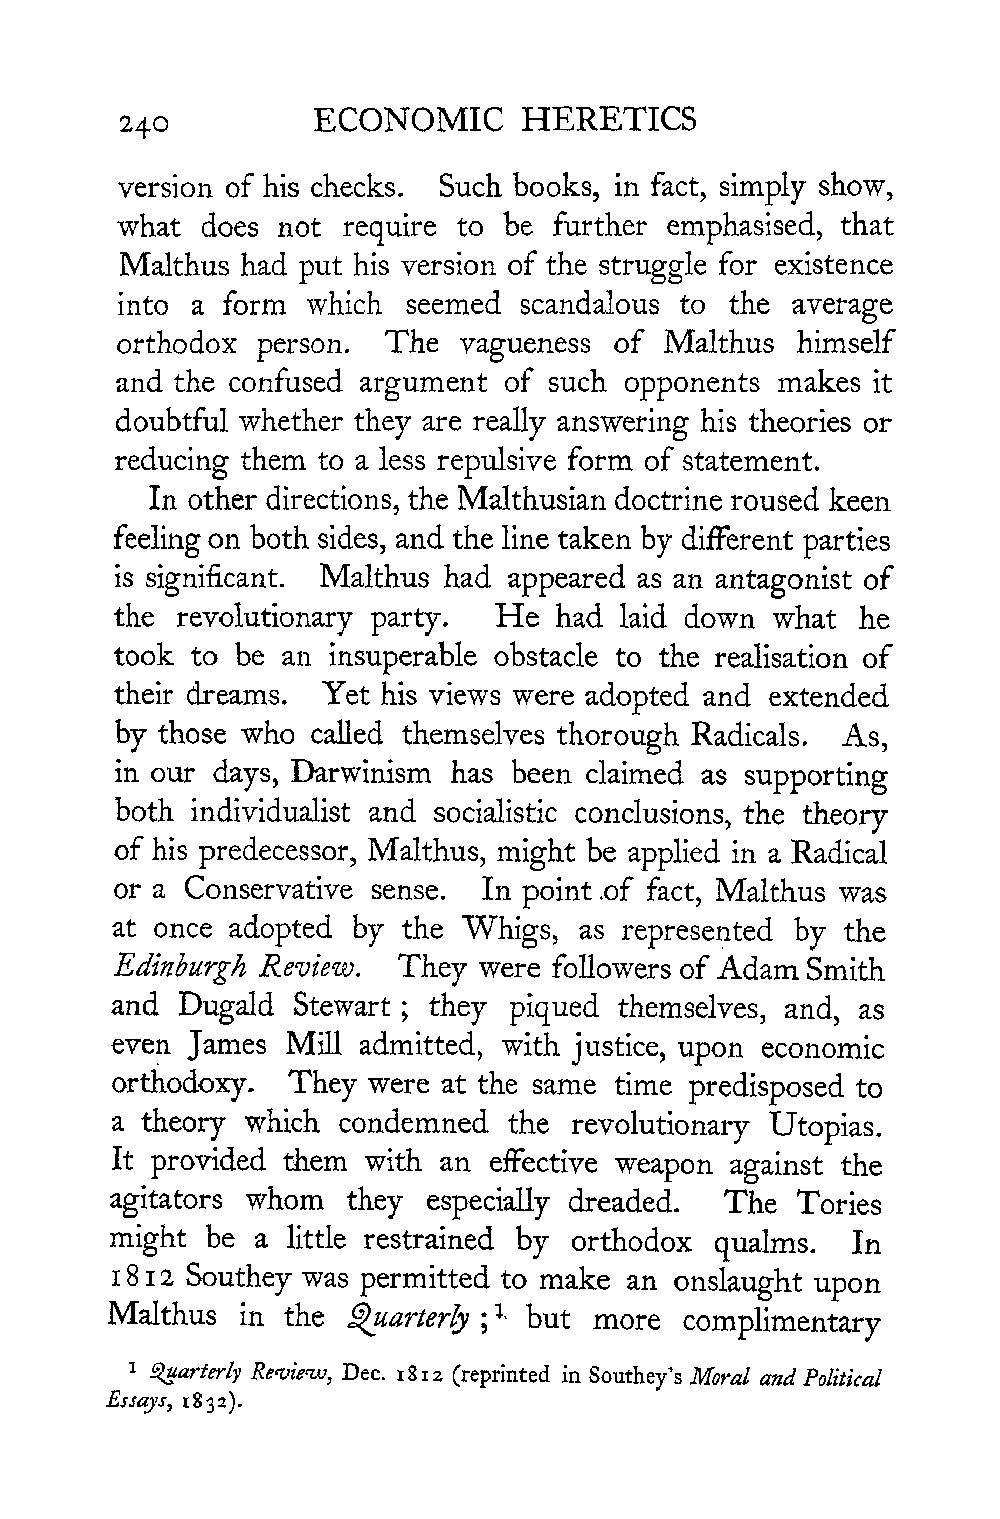 240 ECONOMIC HERETICS
version of his checks. Such books, in fact, simply show,
what does not require to be further emphasised, that
Malthus had put his version of the struggle for existence
into a form which seemed scandalous to the average
orthodox person. The vagueness of Malthus himself
and the confused argument of such opponents makes it
doubtful whether they are really answering his theories or
reducing them to a less repulsive form of statement.
In other directions, the Malthusian doctrine roused keen
feeling on both sides, and the line taken by different parties
is significant. Malthus had appeared as an antagonist of
the revolutionary party. He had laid down what he
took to be an insuperable obstacle to the realisation of
their dreams. Yet his views were adopted and extended
by those who called themselves thorough Radicals. As,
in our days, Darwinism has been claimed as supporting
both individualist and socialistic conclusions, the theory
of his predecessor, Malthus, might be applied in a Radical
or a Conservative sense. In point of fact, Malthus was
at once adopted by the Whigs, as represented by the
Edinburgh Review. They were followers of Adam Smith
and Dugald Stewart ; they piqued themselves, and, as
even James Mill admitted, with justice, upon economic
orthodoxy. They were at the same time predisposed to
a theory which condemned the revolutionary Utopias.
It provided them with an effective weapon against the
agitators whom they especially dreaded. The Tories
might be a little restrained by orthodox qualms. In
1812 Southey was permitted to make an onslaught upon
Malthus in the Quarterly ;¹ but more complimentary
¹ Quarterly Review, Dec. 1812 (reprinted in Southey's Moral and Political
Essays, 1832).